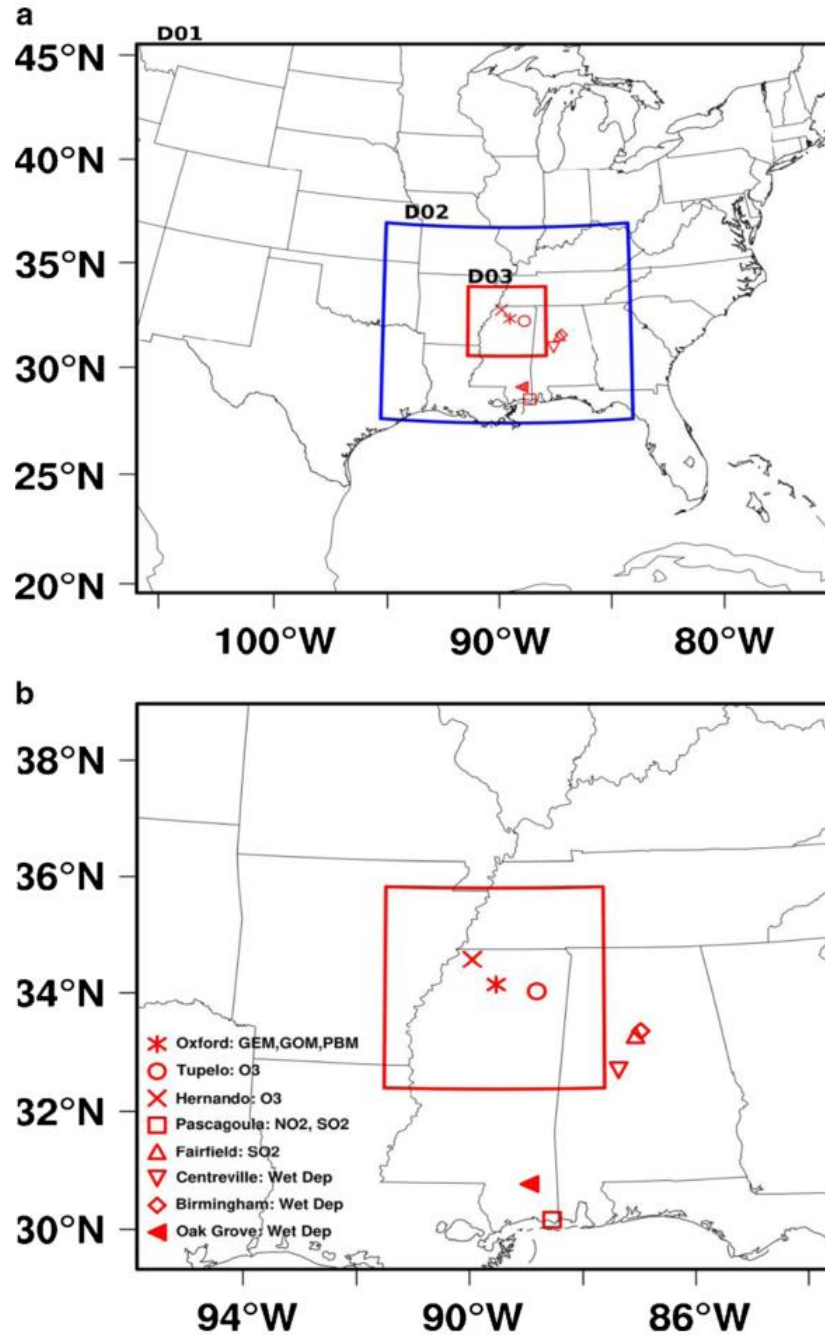 a
D01
45°N
40°N
D02
35°N
D03
30°N
25°N
20°N
100°W 90°W 80°W
b
38°N
36°N
34°N
Oxford: GEM,GOM,PBM
Tupelo: O3
Hernando: O3
32°N
Pascagoula: NO2, SO2
Fairfield: SO2
Centreville: Wet Dep
Birmingham: Wet Dep
30°N
Oak Grove: Wet Dep
94°W 90°W 86°W